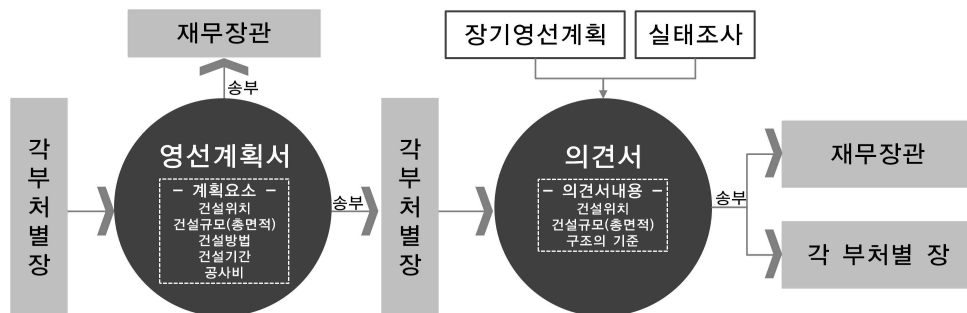 재무장관
장기영선계획
실태조사
송부
각
부
처
별
장
영선계획서
- 계획요소 -
건설위치
건설규모(총면적)
건설방법
건설기간
공사비
송부
각
부
처
별
장
의견서
- 의견서내용 -
건설위치
건설규모(총면적)
구조의 기준
송부
재무장관
각 부처별 장